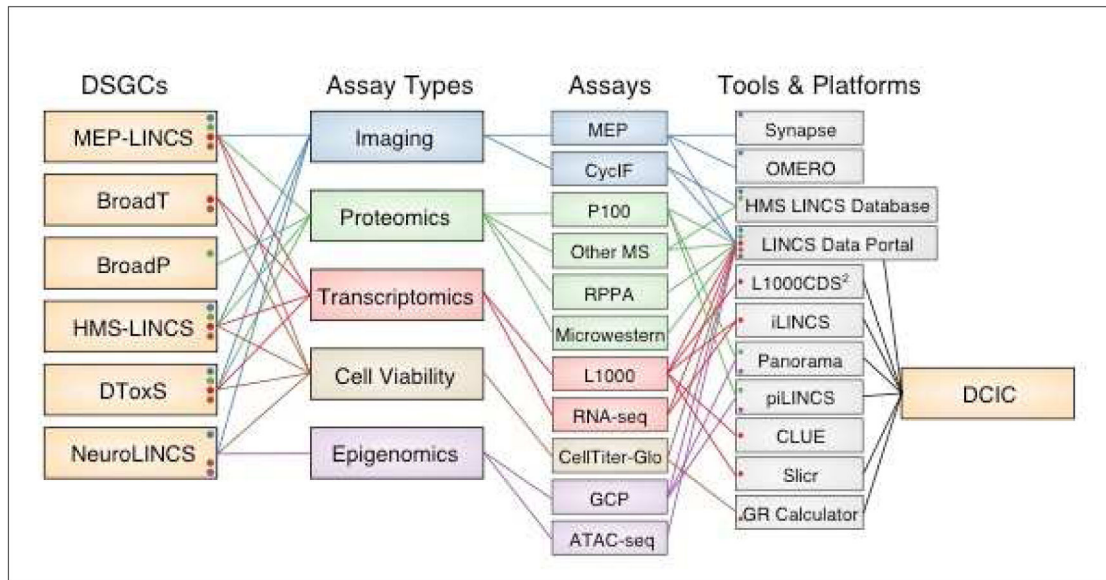 DSGCs
Assay Types
Assays
Tools & Platforms
MEP-LINCS
BroadT
BroadP
HMS-LINCS
DToxS
NeuroLINCS
Imaging
Proteomics
Transcriptomics
Cell Viability
Epigenomics
MEP
CycIF
P100
Other MS
RPPA
Microwestern
L1000
RNA-seq
CellTiter-Glo
GCP
ATAC-seq
Synapse
OMERO
HMS LINCS Database
LINCS Data Portal
L1000CDS²
iLINCS
Panorama
piLINCS
CLUE
Slicr
GR Calculator
DCIC